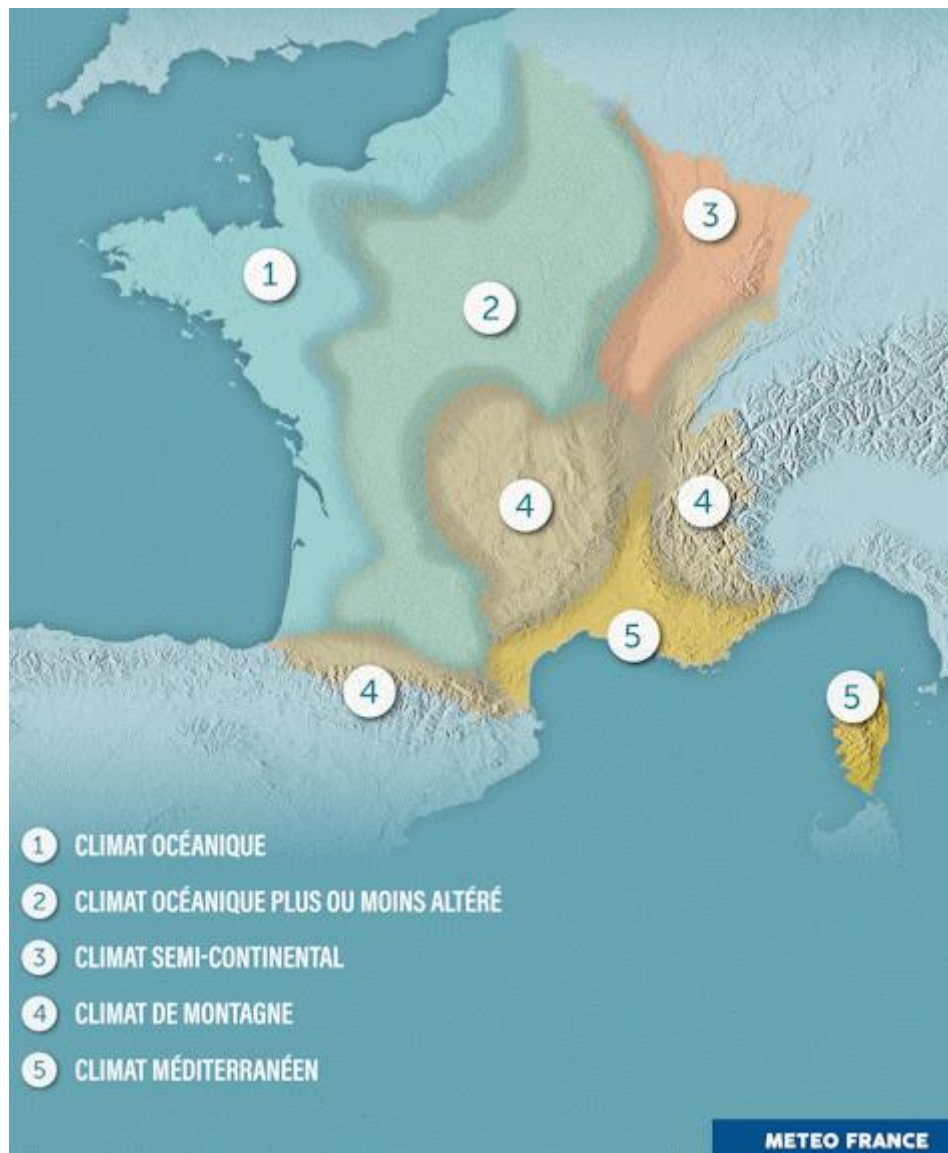 3
1
2
4
4
5
4
5
1 CLIMAT OCÉANIQUE
2 CLIMAT OCÉANIQUE PLUS OU MOINS ALTÉRÉ
3 CLIMAT SEMI-CONTINENTAL
4 CLIMAT DE MONTAGNE
5 CLIMAT MÉDITERRANÉEN
METEO FRANCE